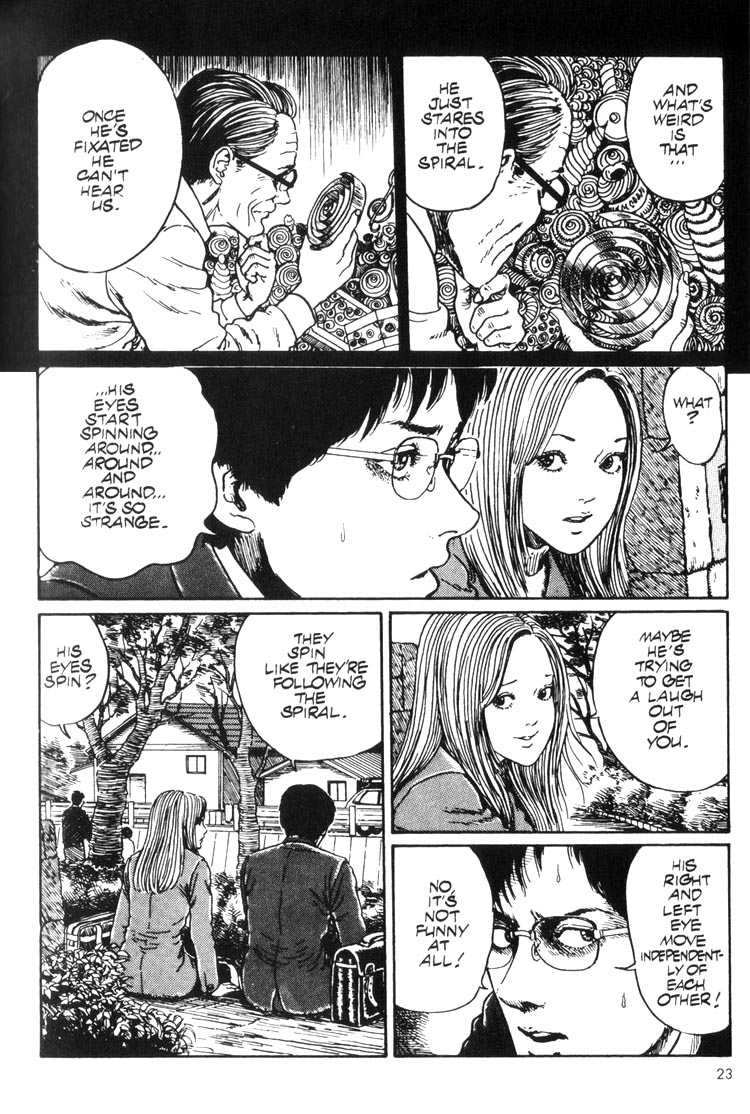 AND
WHAT'S
WEIRD
IS
THAT
...
HE
JUST
STARES
INTO
THE
SPIRAL.
ONCE
HE'S
FIXATED
HE
CAN'T
HEAR
US.
WHAT
?
...HIS
EYES
START
SPINNING
AROUND...
AROUND
AND
AROUND...
IT'S SO
STRANGE.
MAYBE
HE'S
TRYING
TO GET
A LAUGH
OUT
OF
YOU.
THEY
SPIN
LIKE THEY'RE
FOLLOWING
THE
SPIRAL.
HIS
EYES
SPIN?
HIS
RIGHT
AND
LEFT
EYE
MOVE
INDEPENDENT-
LY OF
EACH
OTHER!
NO,
IT'S
NOT
FUNNY
AT
ALL!
23